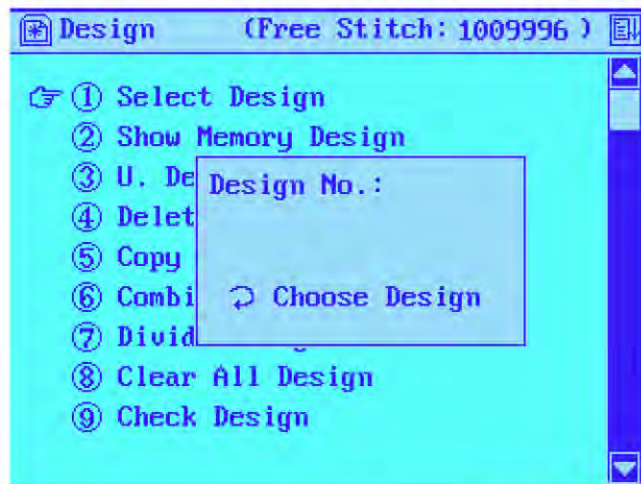 Design (Free Stitch: 1009996 )
① Select Design
② Show Memory Design
③ U. De
④ Delet
⑤ Copy
⑥ Combi
⑦ Divid
⑧ Clear All Design
⑨ Check Design
Design No.:
Choose Design